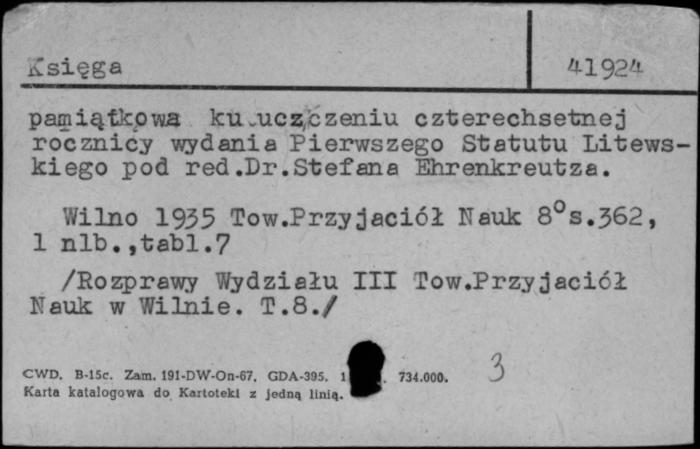 Księga 41924
pamiątkowa ku uczczeniu czterechsetnej
rocznicy wydania Pierwszego Statutu Litews-
kiego pod red.Dr.Stefana Ehrenkreutza.
Wilno 1935 Tow.Przyjaciół Nauk 8°s.362,
1 nlb.,tabl.7
/Rozprawy Wydziału III Tow.Przyjaciół
Nauk w Wilnie. T.8./
3
CWD. B-15c. Zam. 191-DW-On-67. GDA-395. 734.000.
Karta katalogowa do Kartoteki z jedną linią.